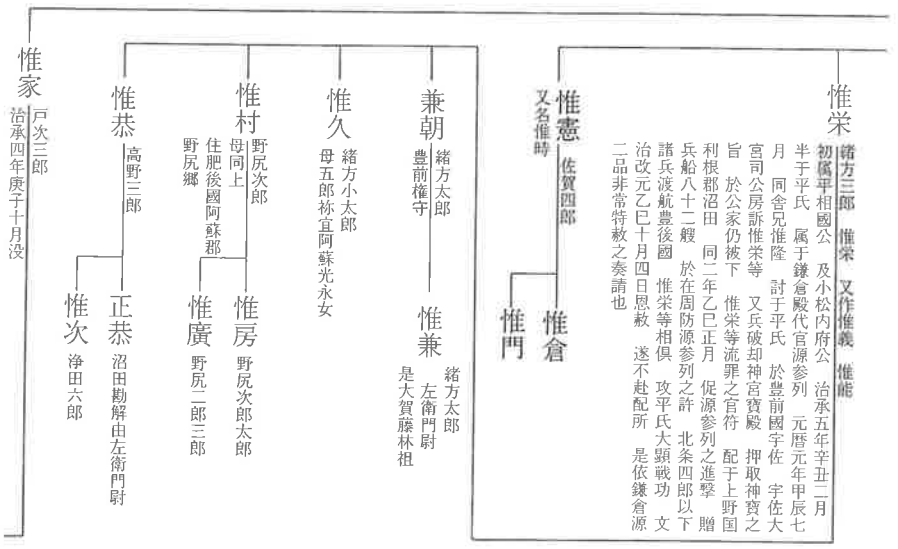 惟栄
緒方三郎 惟栄 又作惟義 惟能
初属平相國公 及小松内府公 治承五年辛丑二月
半于平氏 属于鎌倉殿代官源参列 元暦元年甲辰七
月 同舎兄惟隆 討于平氏 於豊前國宇佐 宇佐大
宮司公房訴惟栄等 又兵破却神宮寶殿 押取神寶之
旨 於公家仍被下 惟栄等流罪之官符 配于上野国
利根郡沼田 同二年乙巳正月 促源参列之進撃 贈
兵船八十二艘 於在周防源参列之許 北条四郎以下
諸兵渡航豊後國 惟栄等相倶 攻平氏大顕戦功 文
治改元乙巳十月四日恩赦 遂不赴配所 是依鎌倉源
二品非常特赦之奏請也
惟憲
佐賀四郎
又名惟時
惟倉
惟門
兼朝
緒方太郎
豊前権守
惟兼
緒方太郎
左衛門尉
是大賀藤林祖
惟久
緒方小太郎
母五郎祢宜阿蘇光永女
惟村
野尻次郎
母同上
住肥後國阿蘇郡
野尻郷
惟房
野尻次郎太郎
惟廣
野尻二郎三郎
惟恭
高野三郎
正恭
沼田勘解由左衛門尉
惟次
浄田六郎
惟家
戸次三郎
治承四年庚子十月没